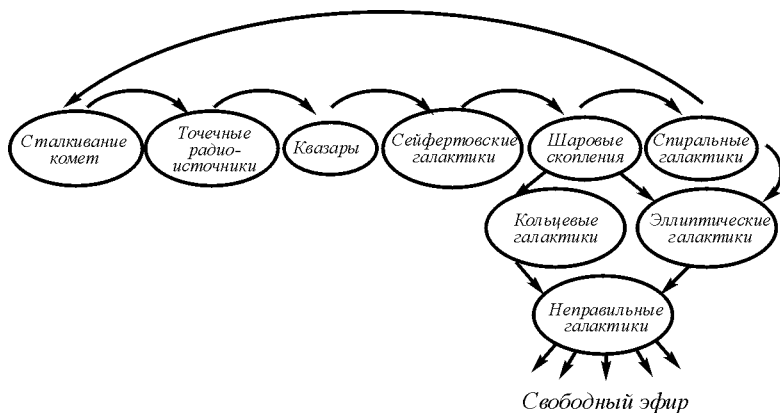 Сталкивание
комет
Точечные
радио-
источники
Квазары
Сейфертовские
галактики
Шаровые
скопления
Спиральные
галактики
Кольцевые
галактики
Эллиптические
галактики
Неправильные
галактики
Свободный эфир